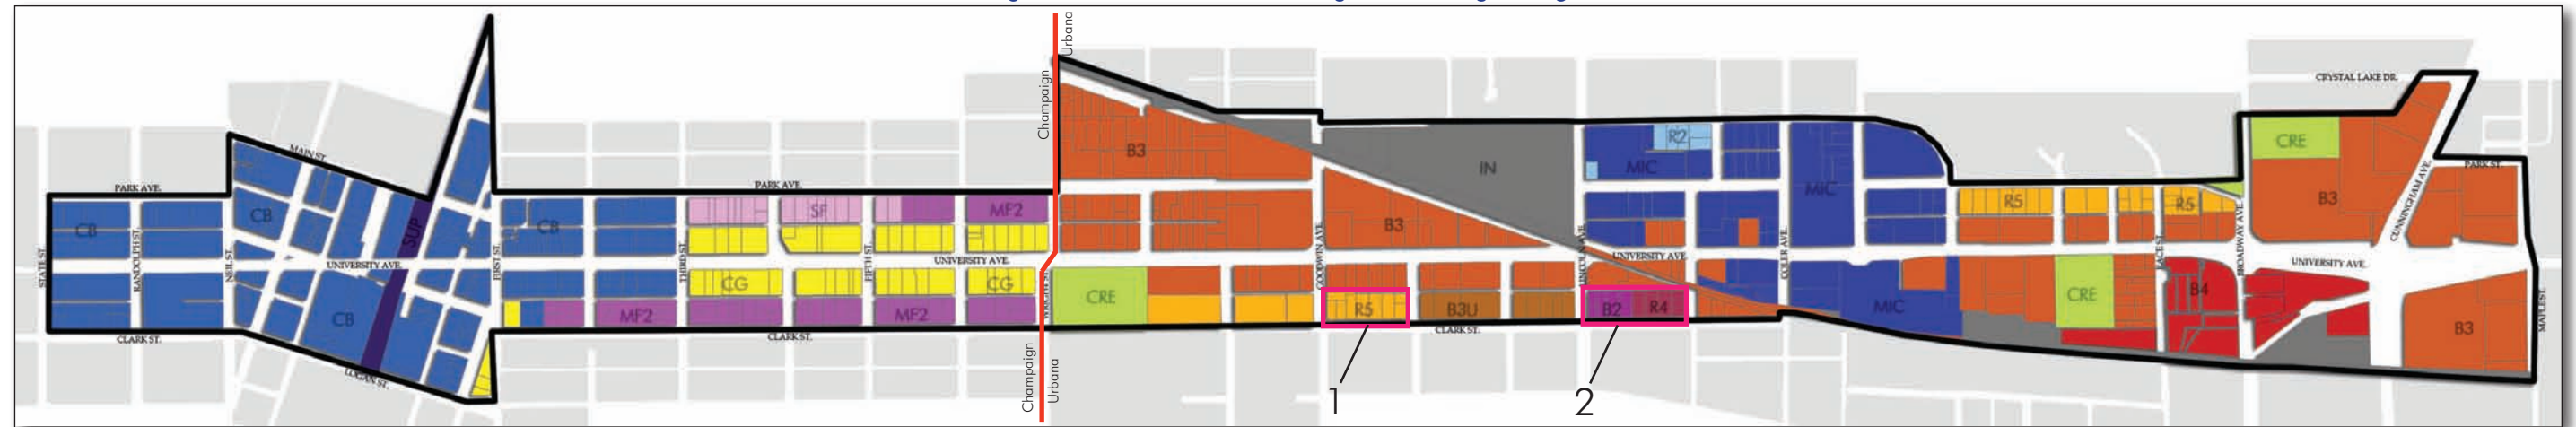 Urbana
Champaign
CRYSTAL LAKE DR.
MAIN ST.
R2
CRE
B3
IN
MIC
MIC
PARK ST.
PARK AVE.
PARK AVE.
CB
CB
SUP
CB
SF
MF2
B3
R5
R5
B3
CUNNINGHAM AVE.
STATE ST.
RANDOLPH ST.
NEIL ST.
UNIVERSITY AVE.
FIRST ST.
THIRD ST.
FIFTH ST.
UNIVERSITY AVE.
WRIGHT ST.
GOODWIN AVE.
LINCOLN AVE.
UNIVERSITY AVE.
COLER AVE.
RACE ST.
BROADWAY AVE.
UNIVERSITY AVE.
MAPLE ST.
CG
CG
CRE
CRE
B4
CB
MF2
MF2
R5
B3U
B2
R4
MIC
B3
CLARK ST.
CLARK ST.
CLARK ST.
LOGAN ST.
Champaign
Urbana
1
2